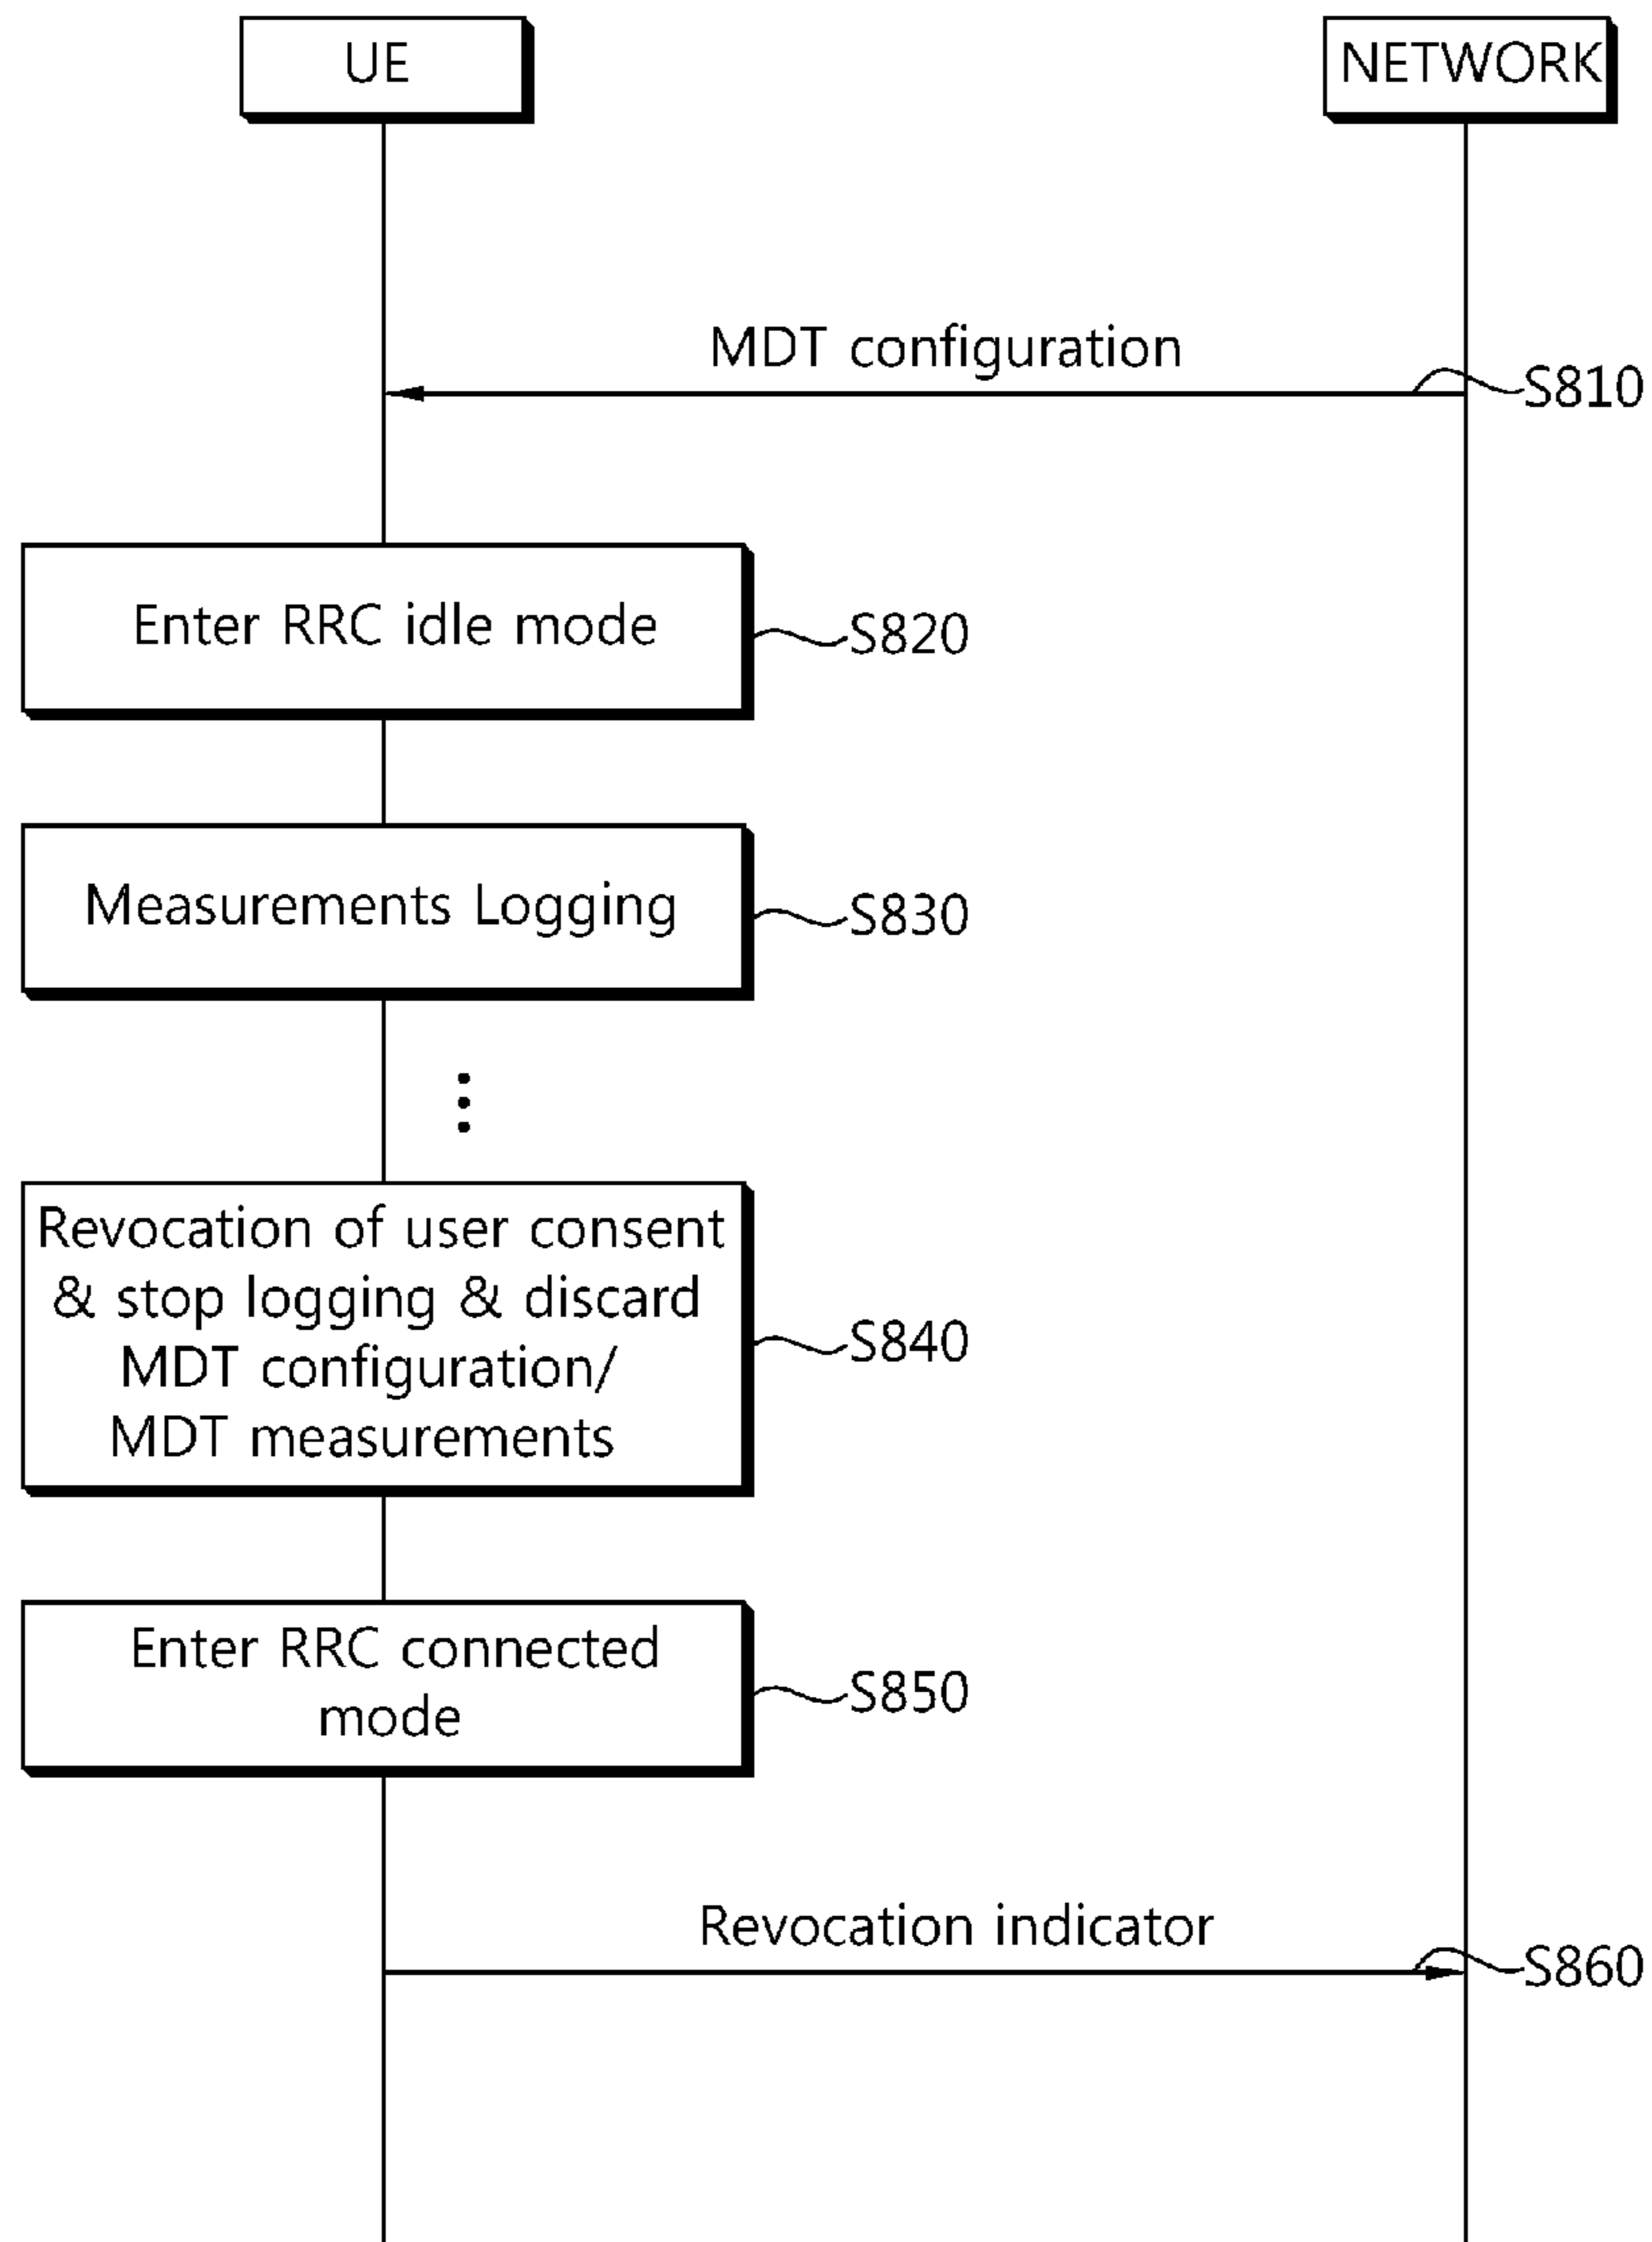 UE
NETWORK
MDT configuration
S810
Enter RRC idle mode
S820
Measurements Logging
S830
Revocation of user consent
& stop logging & discard
MDT configuration/
MDT measurements
S840
Enter RRC connected
mode
S850
Revocation indicator
S860